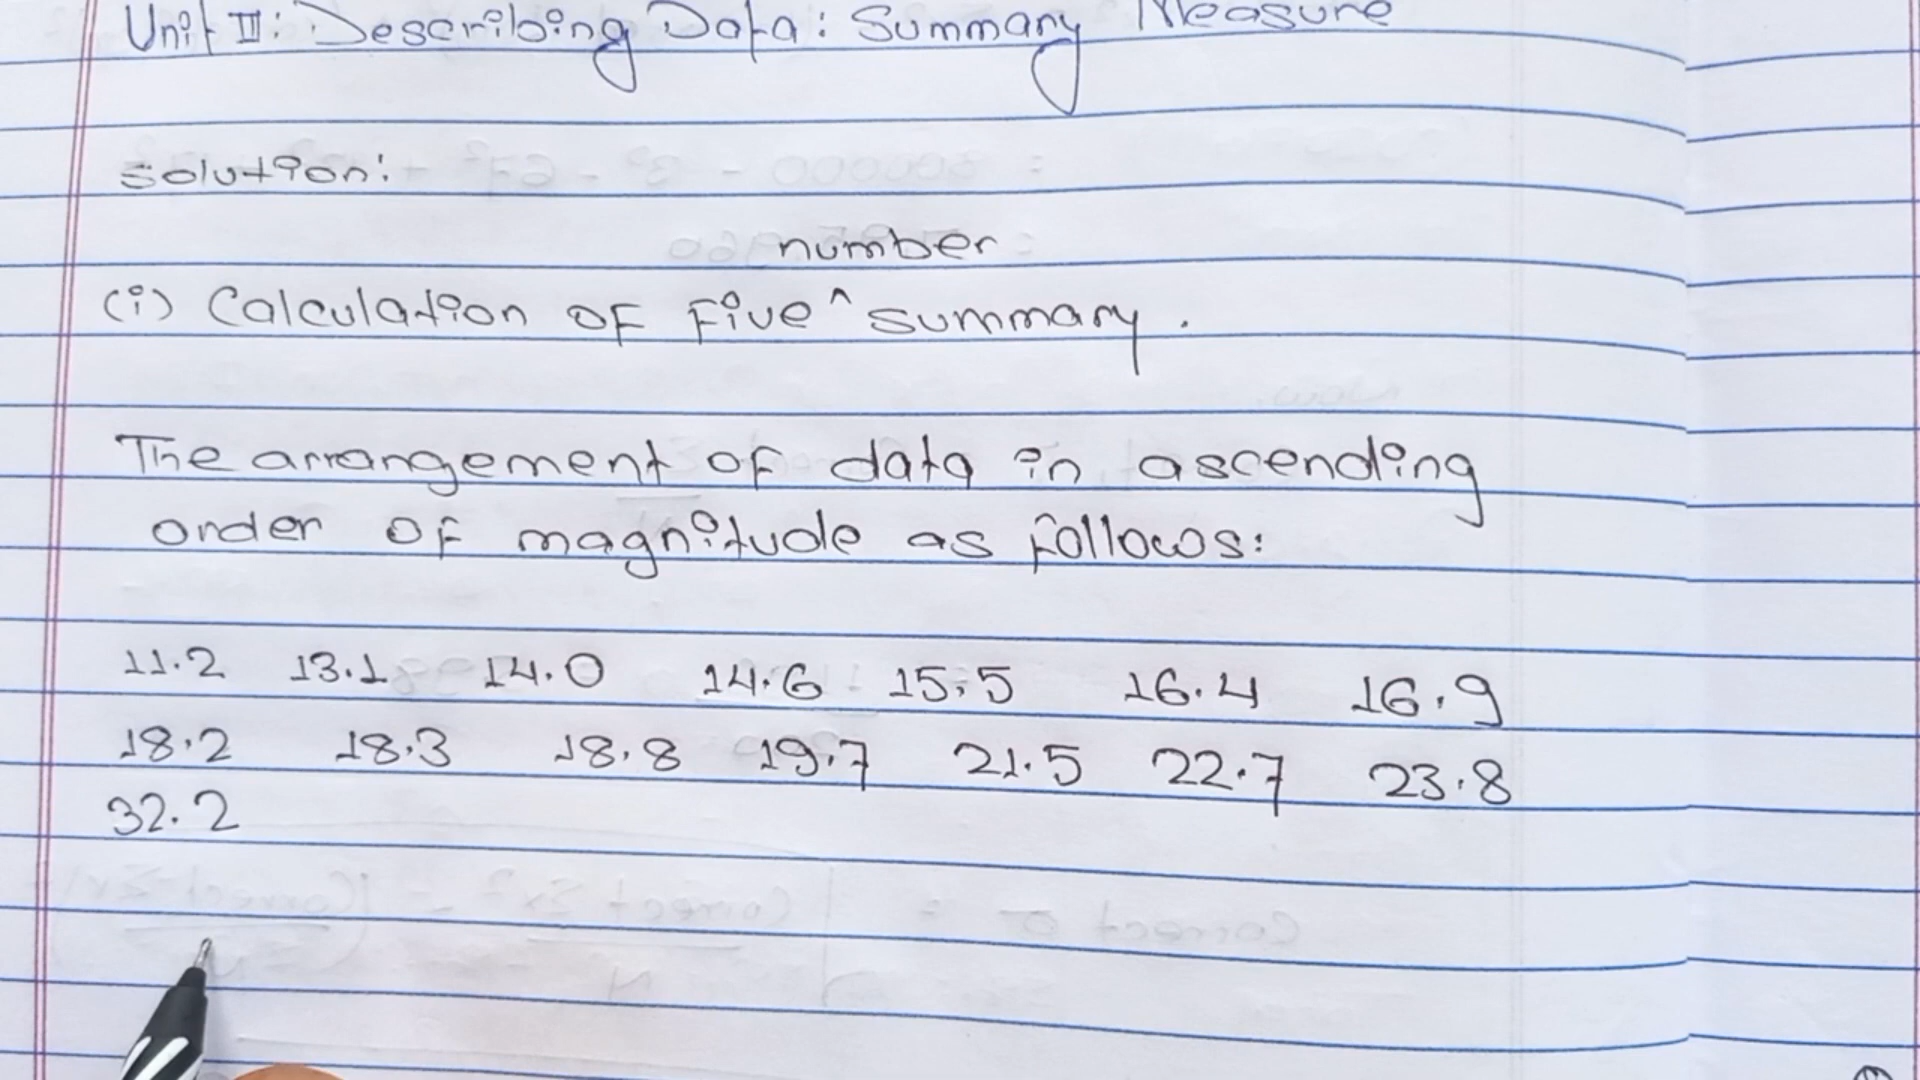 Unit II: Describing Data: Summary Measure
solution:
number
(i) Calculation of Five ^ summary.
The arrangement of data in ascending
order of magnitude as follows:
11.2 13.1 14.0 14.6 15.5 16.4 16.9
18.2 18.3 18.8 19.7 21.5 22.7 23.8
32.2